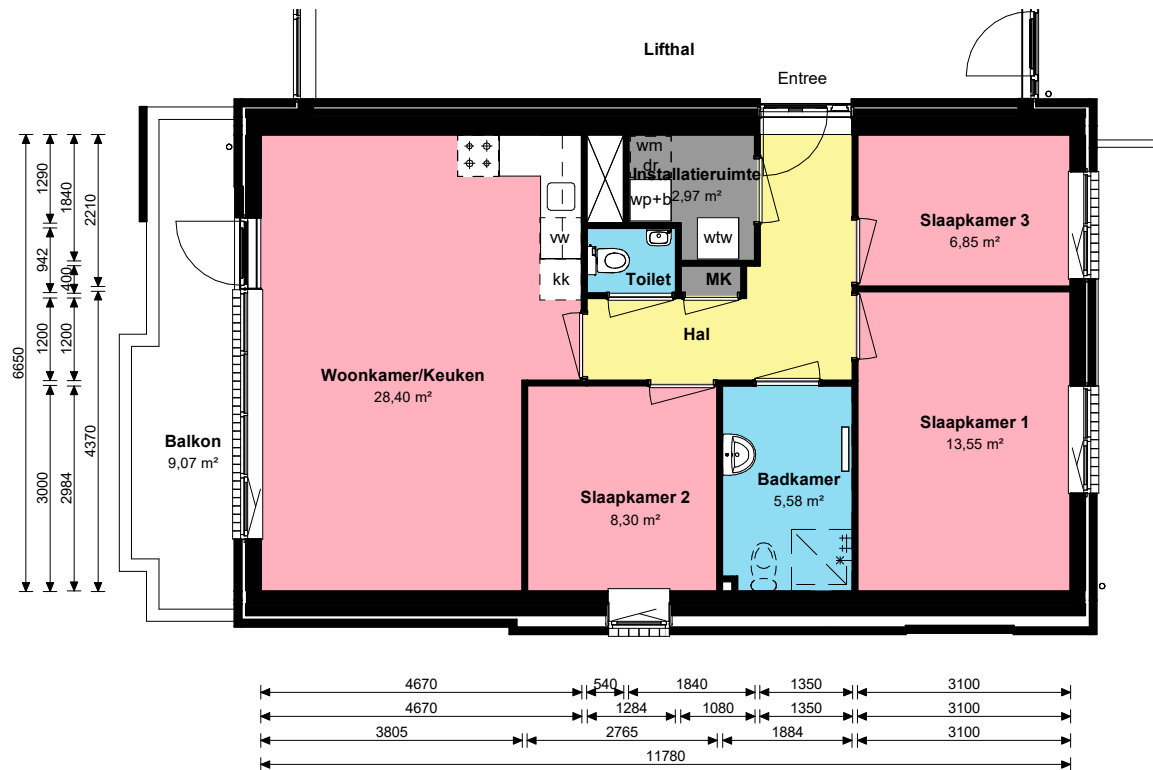 Lifthal
Entree
wm
dr
Installatieruimte
2,97 m²
wp+b
wtw
vw
kk
Toilet
MK
Hal
Slaapkamer 3
6,85 m²
Woonkamer/Keuken
28,40 m²
Slaapkamer 1
13,55 m²
Balkon
9,07 m²
Slaapkamer 2
8,30 m²
Badkamer
5,58 m²
6650
1290
942
1200
3000
1840
400
1200
2984
2210
4370
4670
540
1840
1350
3100
4670
1284
1080
1350
3100
3805
2765
1884
3100
11780